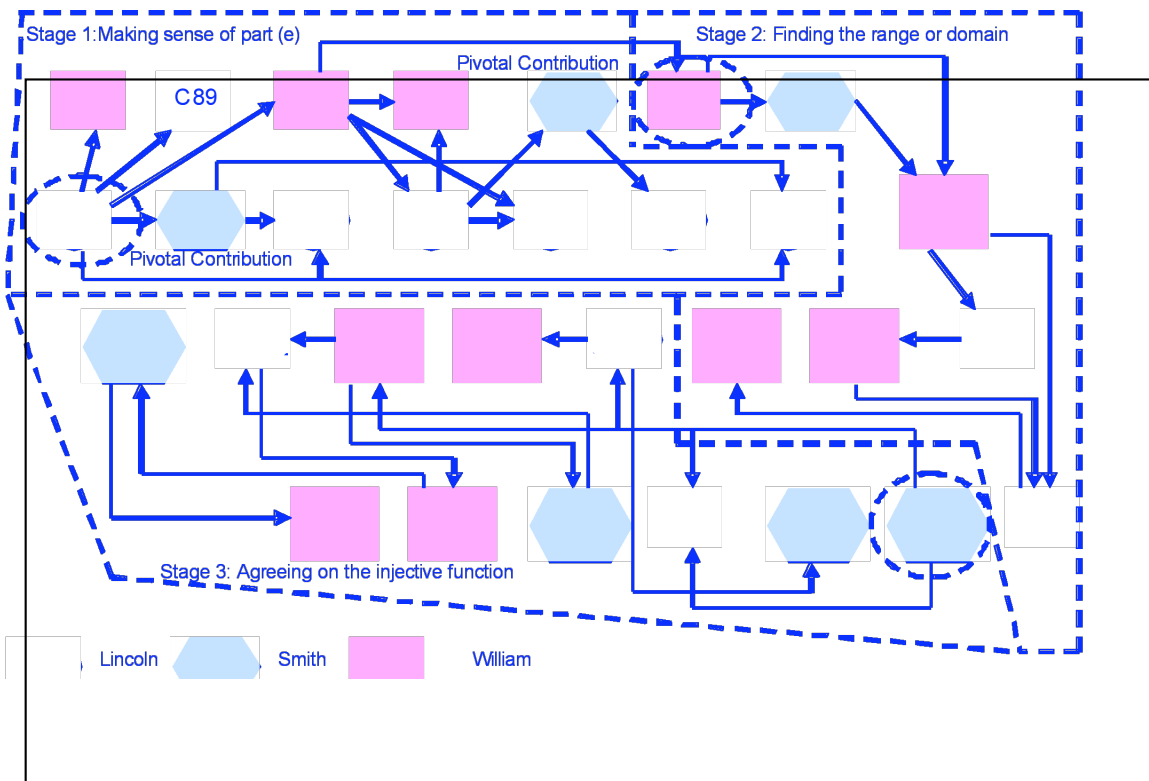 Stage 1:Making sense of part (e)
Stage 2: Finding the range or domain
Pivotal Contribution
C89
Pivotal Contribution
Stage 3: Agreeing on the injective function
Lincoln
Smith
William